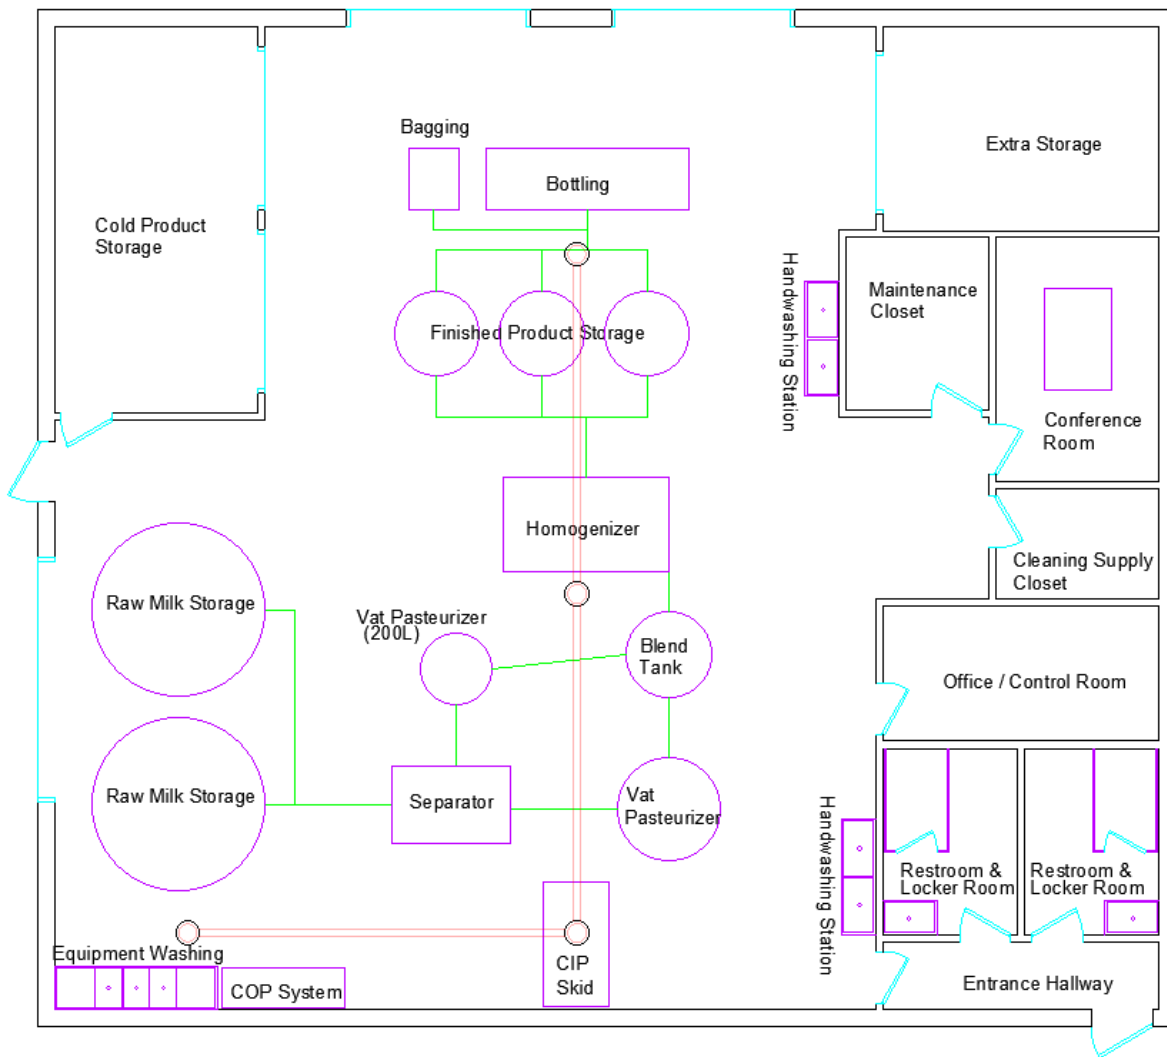 Bagging
Bottling
Extra Storage
Cold Product
Storage
Handwashing Station
Maintenance
Closet
Finished Product Storage
Conference
Room
Homogenizer
Cleaning Supply
Closet
Raw Milk Storage
Vat Pasteurizer
(200L)
Blend
Tank
Office / Control Room
Raw Milk Storage
Separator
Vat
Pasteurizer
Handwashing Station
Restroom &
Locker Room
Restroom &
Locker Room
Equipment Washing
COP System
CIP
Skid
Entrance Hallway